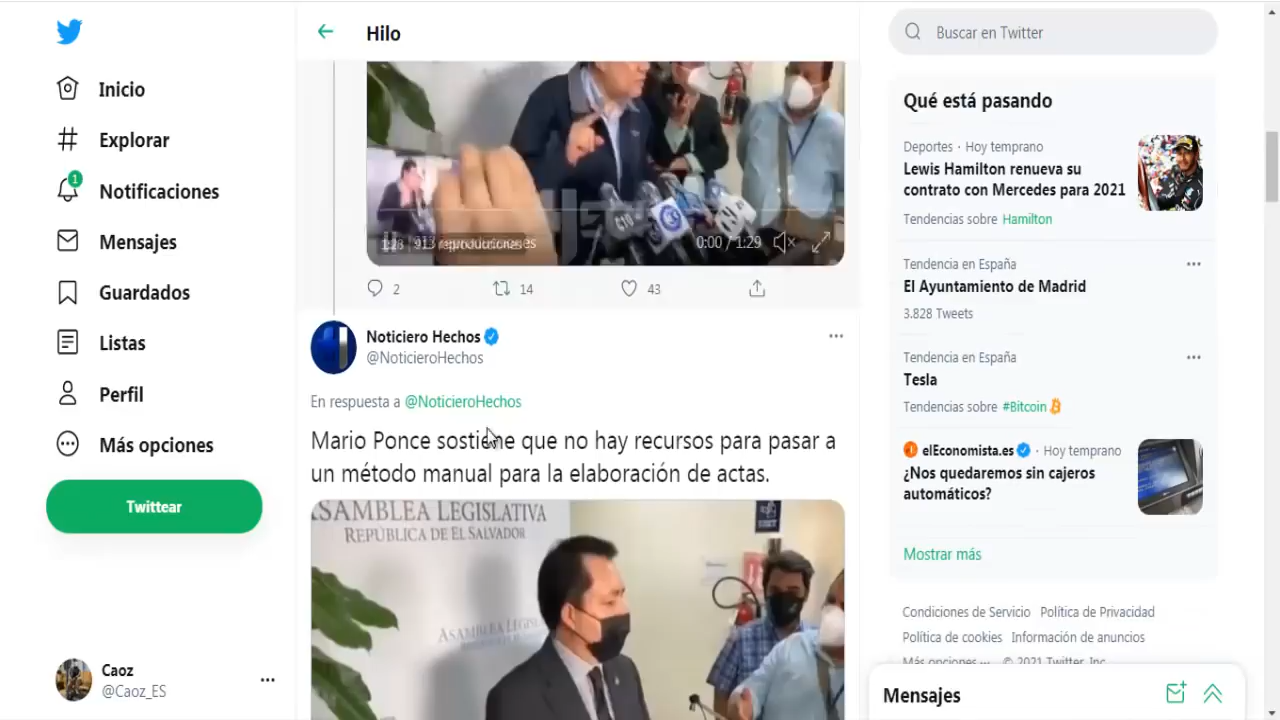 Inicio
Explorar
1
Notificaciones
Mensajes
Guardados
Listas
Perfil
Más opciones
Twittear
Caoz
@Caoz_ES
Hilo
913 reproducciones
0:00 / 1:29
2
14
43
Noticiero Hechos
@NoticieroHechos
En respuesta a @NoticieroHechos
Mario Ponce sostiene que no hay recursos para pasar a
un método manual para la elaboración de actas.
ASAMBLEA LEGISLATIVA
REPÚBLICA DE EL SALVADOR
Buscar en Twitter
Qué está pasando
Deportes · Hoy temprano
Lewis Hamilton renueva su
contrato con Mercedes para 2021
Tendencias sobre Hamilton
Tendencia en España
El Ayuntamiento de Madrid
3.828 Tweets
Tendencia en España
Tesla
Tendencias sobre #Bitcoin
elEconomista.es · Hoy temprano
¿Nos quedaremos sin cajeros
automáticos?
Mostrar más
Condiciones de Servicio Política de Privacidad
Política de cookies Información de anuncios
Más opciones ··· © 2021 Twitter, Inc.
Mensajes